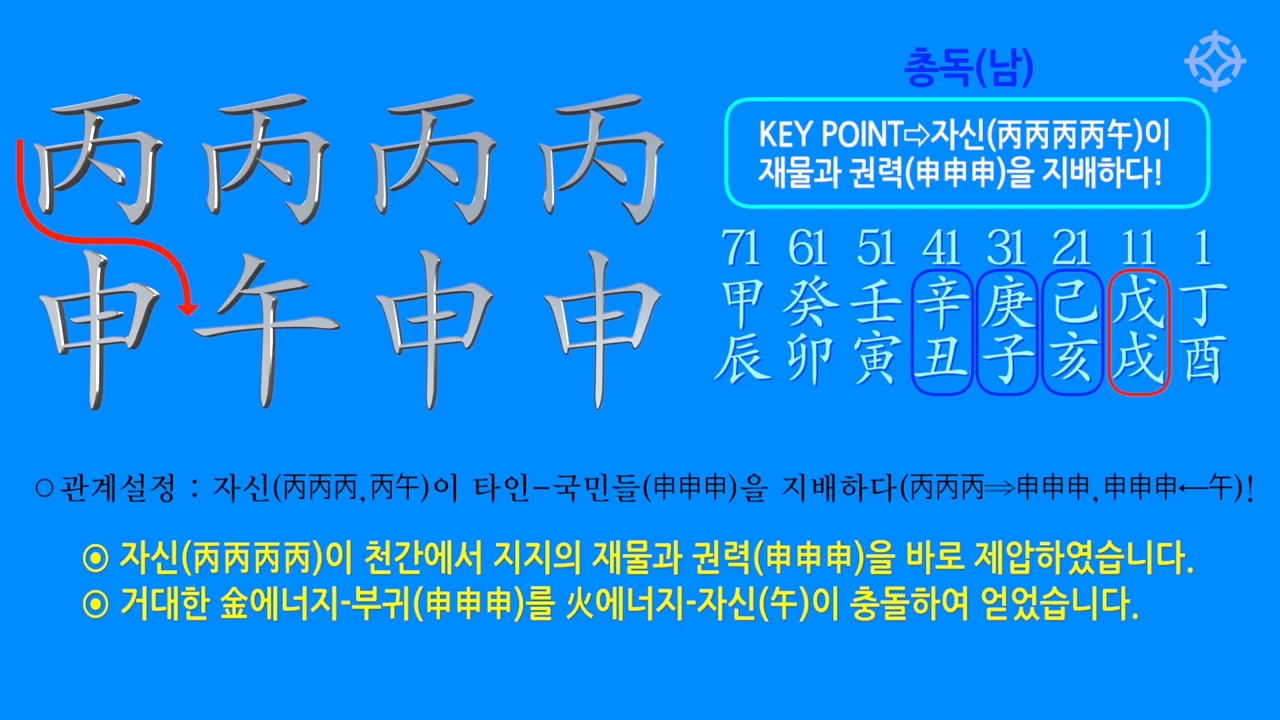 총독(남)
丙 丙 丙 丙
申 午 申 申
KEY POINT⇨자신(丙丙丙丙午)이
재물과 권력(申申申)을 지배하다!
71 61 51 41 31 21 11 1
甲 癸 壬 辛 庚 己 戊 丁
辰 卯 寅 丑 子 亥 戌 酉
○관계설정 : 자신(丙丙丙,丙午)이 타인-국민들(申申申)을 지배하다(丙丙丙⇒申申申,申申申←午)!
◉ 자신(丙丙丙丙)이 천간에서 지지의 재물과 권력(申申申)을 바로 제압하였습니다.
◉ 거대한 金에너지-부귀(申申申)를 火에너지-자신(午)이 충돌하여 얻었습니다.